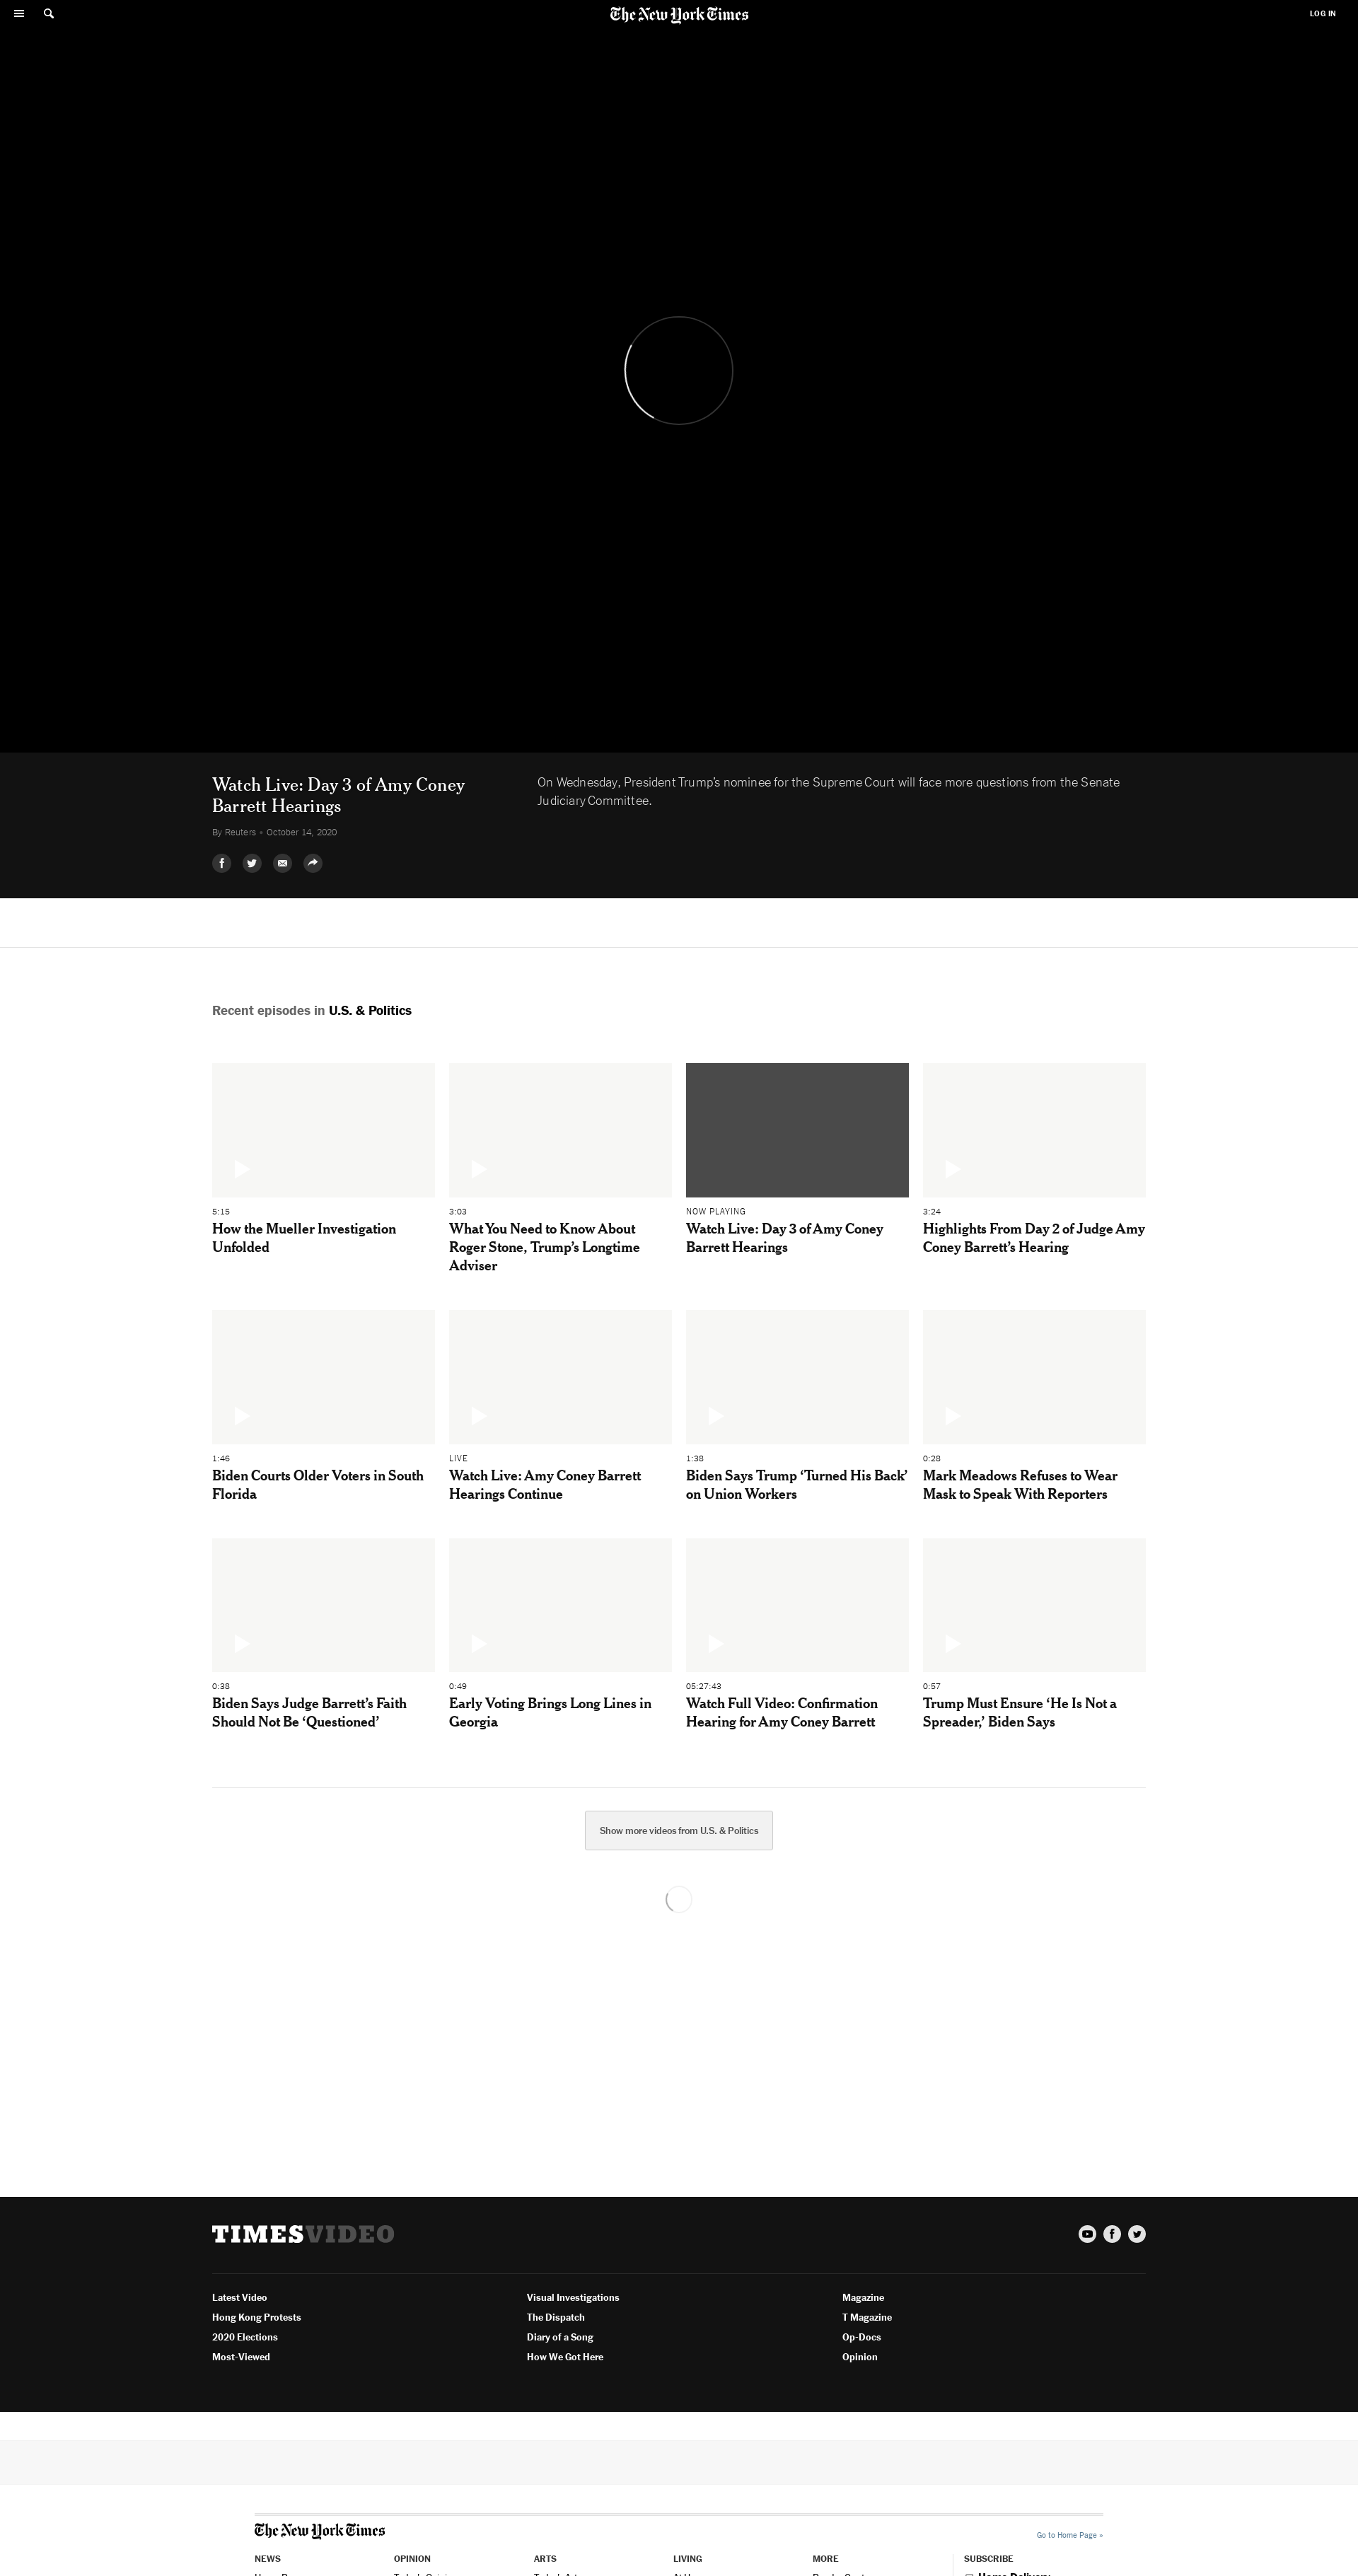 The New York Times
LOG IN
Watch Live: Day 3 of Amy Coney
Barrett Hearings
By Reuters • October 14, 2020
On Wednesday, President Trump’s nominee for the Supreme Court will face more questions from the Senate
Judiciary Committee.
Recent episodes in U.S. & Politics
5:15
How the Mueller Investigation
Unfolded
3:03
What You Need to Know About
Roger Stone, Trump’s Longtime
Adviser
NOW PLAYING
Watch Live: Day 3 of Amy Coney
Barrett Hearings
3:24
Highlights From Day 2 of Judge Amy
Coney Barrett’s Hearing
1:46
Biden Courts Older Voters in South
Florida
LIVE
Watch Live: Amy Coney Barrett
Hearings Continue
1:38
Biden Says Trump ‘Turned His Back’
on Union Workers
0:28
Mark Meadows Refuses to Wear
Mask to Speak With Reporters
0:38
Biden Says Judge Barrett’s Faith
Should Not Be ‘Questioned’
0:49
Early Voting Brings Long Lines in
Georgia
05:27:43
Watch Full Video: Confirmation
Hearing for Amy Coney Barrett
0:57
Trump Must Ensure ‘He Is Not a
Spreader,’ Biden Says
Show more videos from U.S. & Politics
TIMESVIDEO
Latest Video
Hong Kong Protests
2020 Elections
Most-Viewed
Visual Investigations
The Dispatch
Diary of a Song
How We Got Here
Magazine
T Magazine
Op-Docs
Opinion
The New York Times
Go to Home Page »
NEWS
OPINION
ARTS
LIVING
MORE
SUBSCRIBE